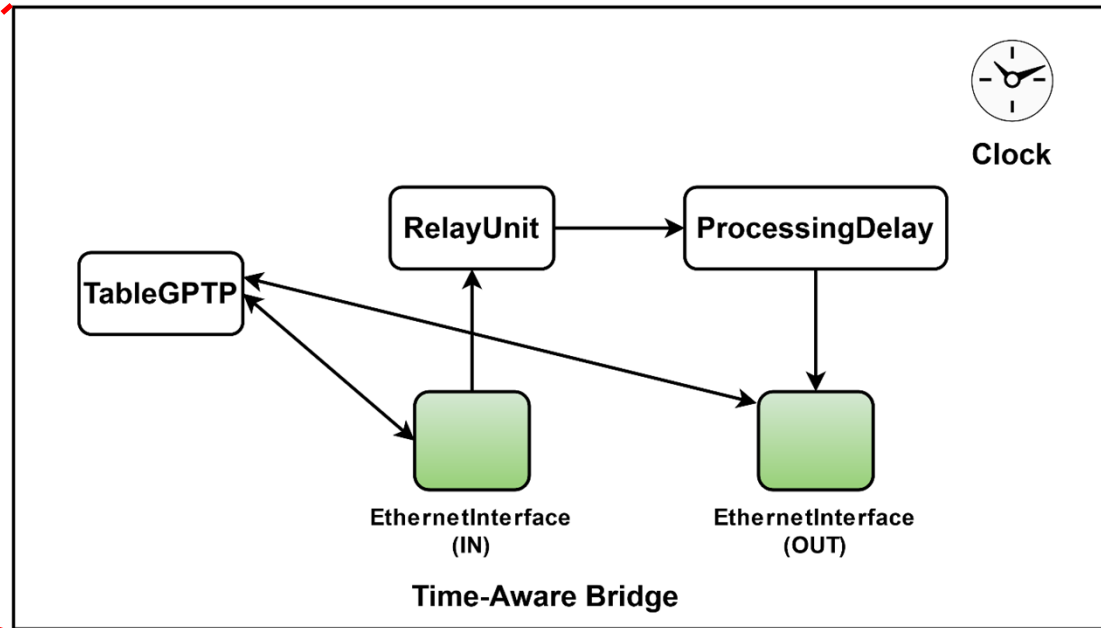 Clock
RelayUnit
ProcessingDelay
TableGPTP
EthernetInterface
(IN)
EthernetInterface
(OUT)
Time-Aware Bridge